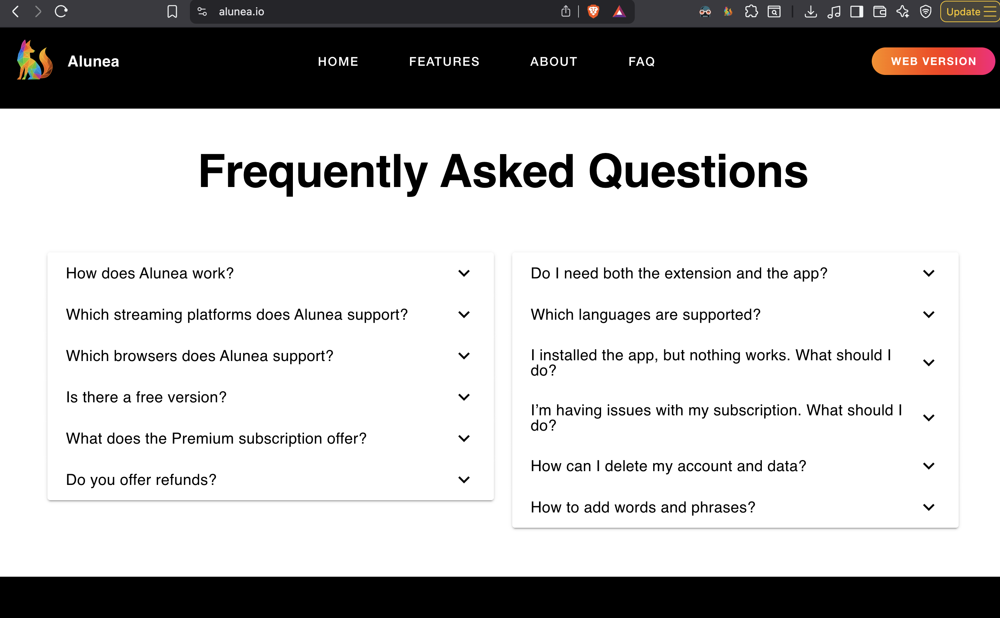 alunea.io
Update
Alunea
HOME
FEATURES
ABOUT
FAQ
WEB VERSION
Frequently Asked Questions
How does Alunea work?
Which streaming platforms does Alunea support?
Which browsers does Alunea support?
Is there a free version?
What does the Premium subscription offer?
Do you offer refunds?
Do I need both the extension and the app?
Which languages are supported?
I installed the app, but nothing works. What should I
do?
I’m having issues with my subscription. What should I
do?
How can I delete my account and data?
How to add words and phrases?